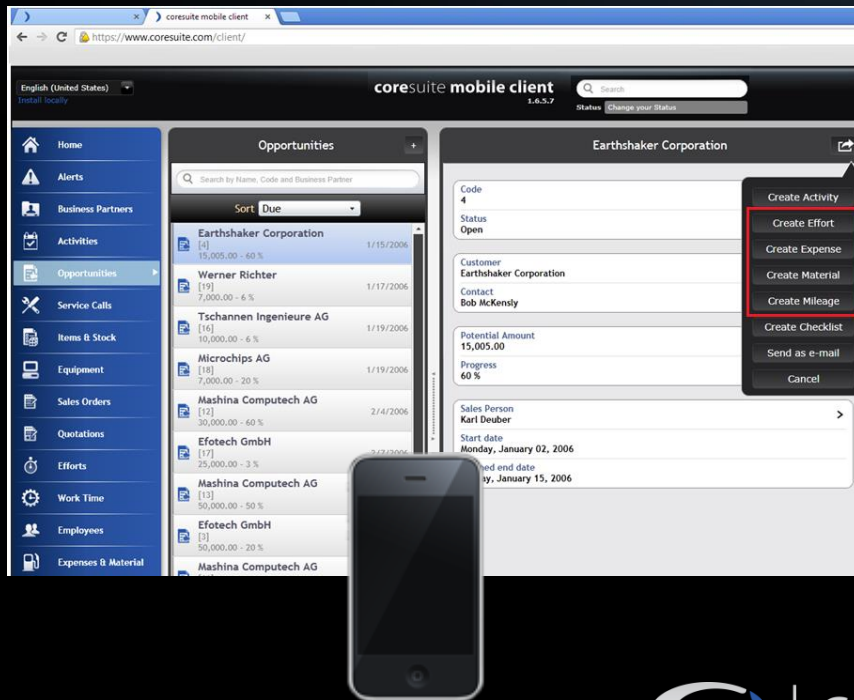 coresuite mobile client
https://www.coresuite.com/client/
English (United States)
Install locally
coresuite mobile client
1.6.5.7
Search
Status Change your Status
Home
Alerts
Business Partners
Activities
Opportunities
Service Calls
Items & Stock
Equipment
Sales Orders
Quotations
Efforts
Work Time
Employees
Expenses & Material
Opportunities
+
Search by Name, Code and Business Partner
Sort Due
Earthshaker Corporation
[4] 1/15/2006
15,005.00 - 60 %
Werner Richter
[19] 1/17/2006
7,000.00 - 6 %
Tschannen Ingenieure AG
[16] 1/19/2006
10,000.00 - 6 %
Microchips AG
[18] 1/19/2006
7,000.00 - 20 %
Mashina Computech AG
[12] 2/4/2006
30,000.00 - 60 %
Efotech GmbH
[17] 2/7/2006
25,000.00 - 3 %
Mashina Computech AG
[13]
50,000.00 - 50 %
Efotech GmbH
[3]
50,000.00 - 20 %
Mashina Computech AG
Earthshaker Corporation
Code
4
Status
Open
Customer
Earthshaker Corporation
Contact
Bob McKensly
Potential Amount
15,005.00
Progress
60 %
Sales Person
Karl Deuber
Start date
Monday, January 02, 2006
end date
January 15, 2006
Create Activity
Create Effort
Create Expense
Create Material
Create Mileage
Create Checklist
Send as e-mail
Cancel